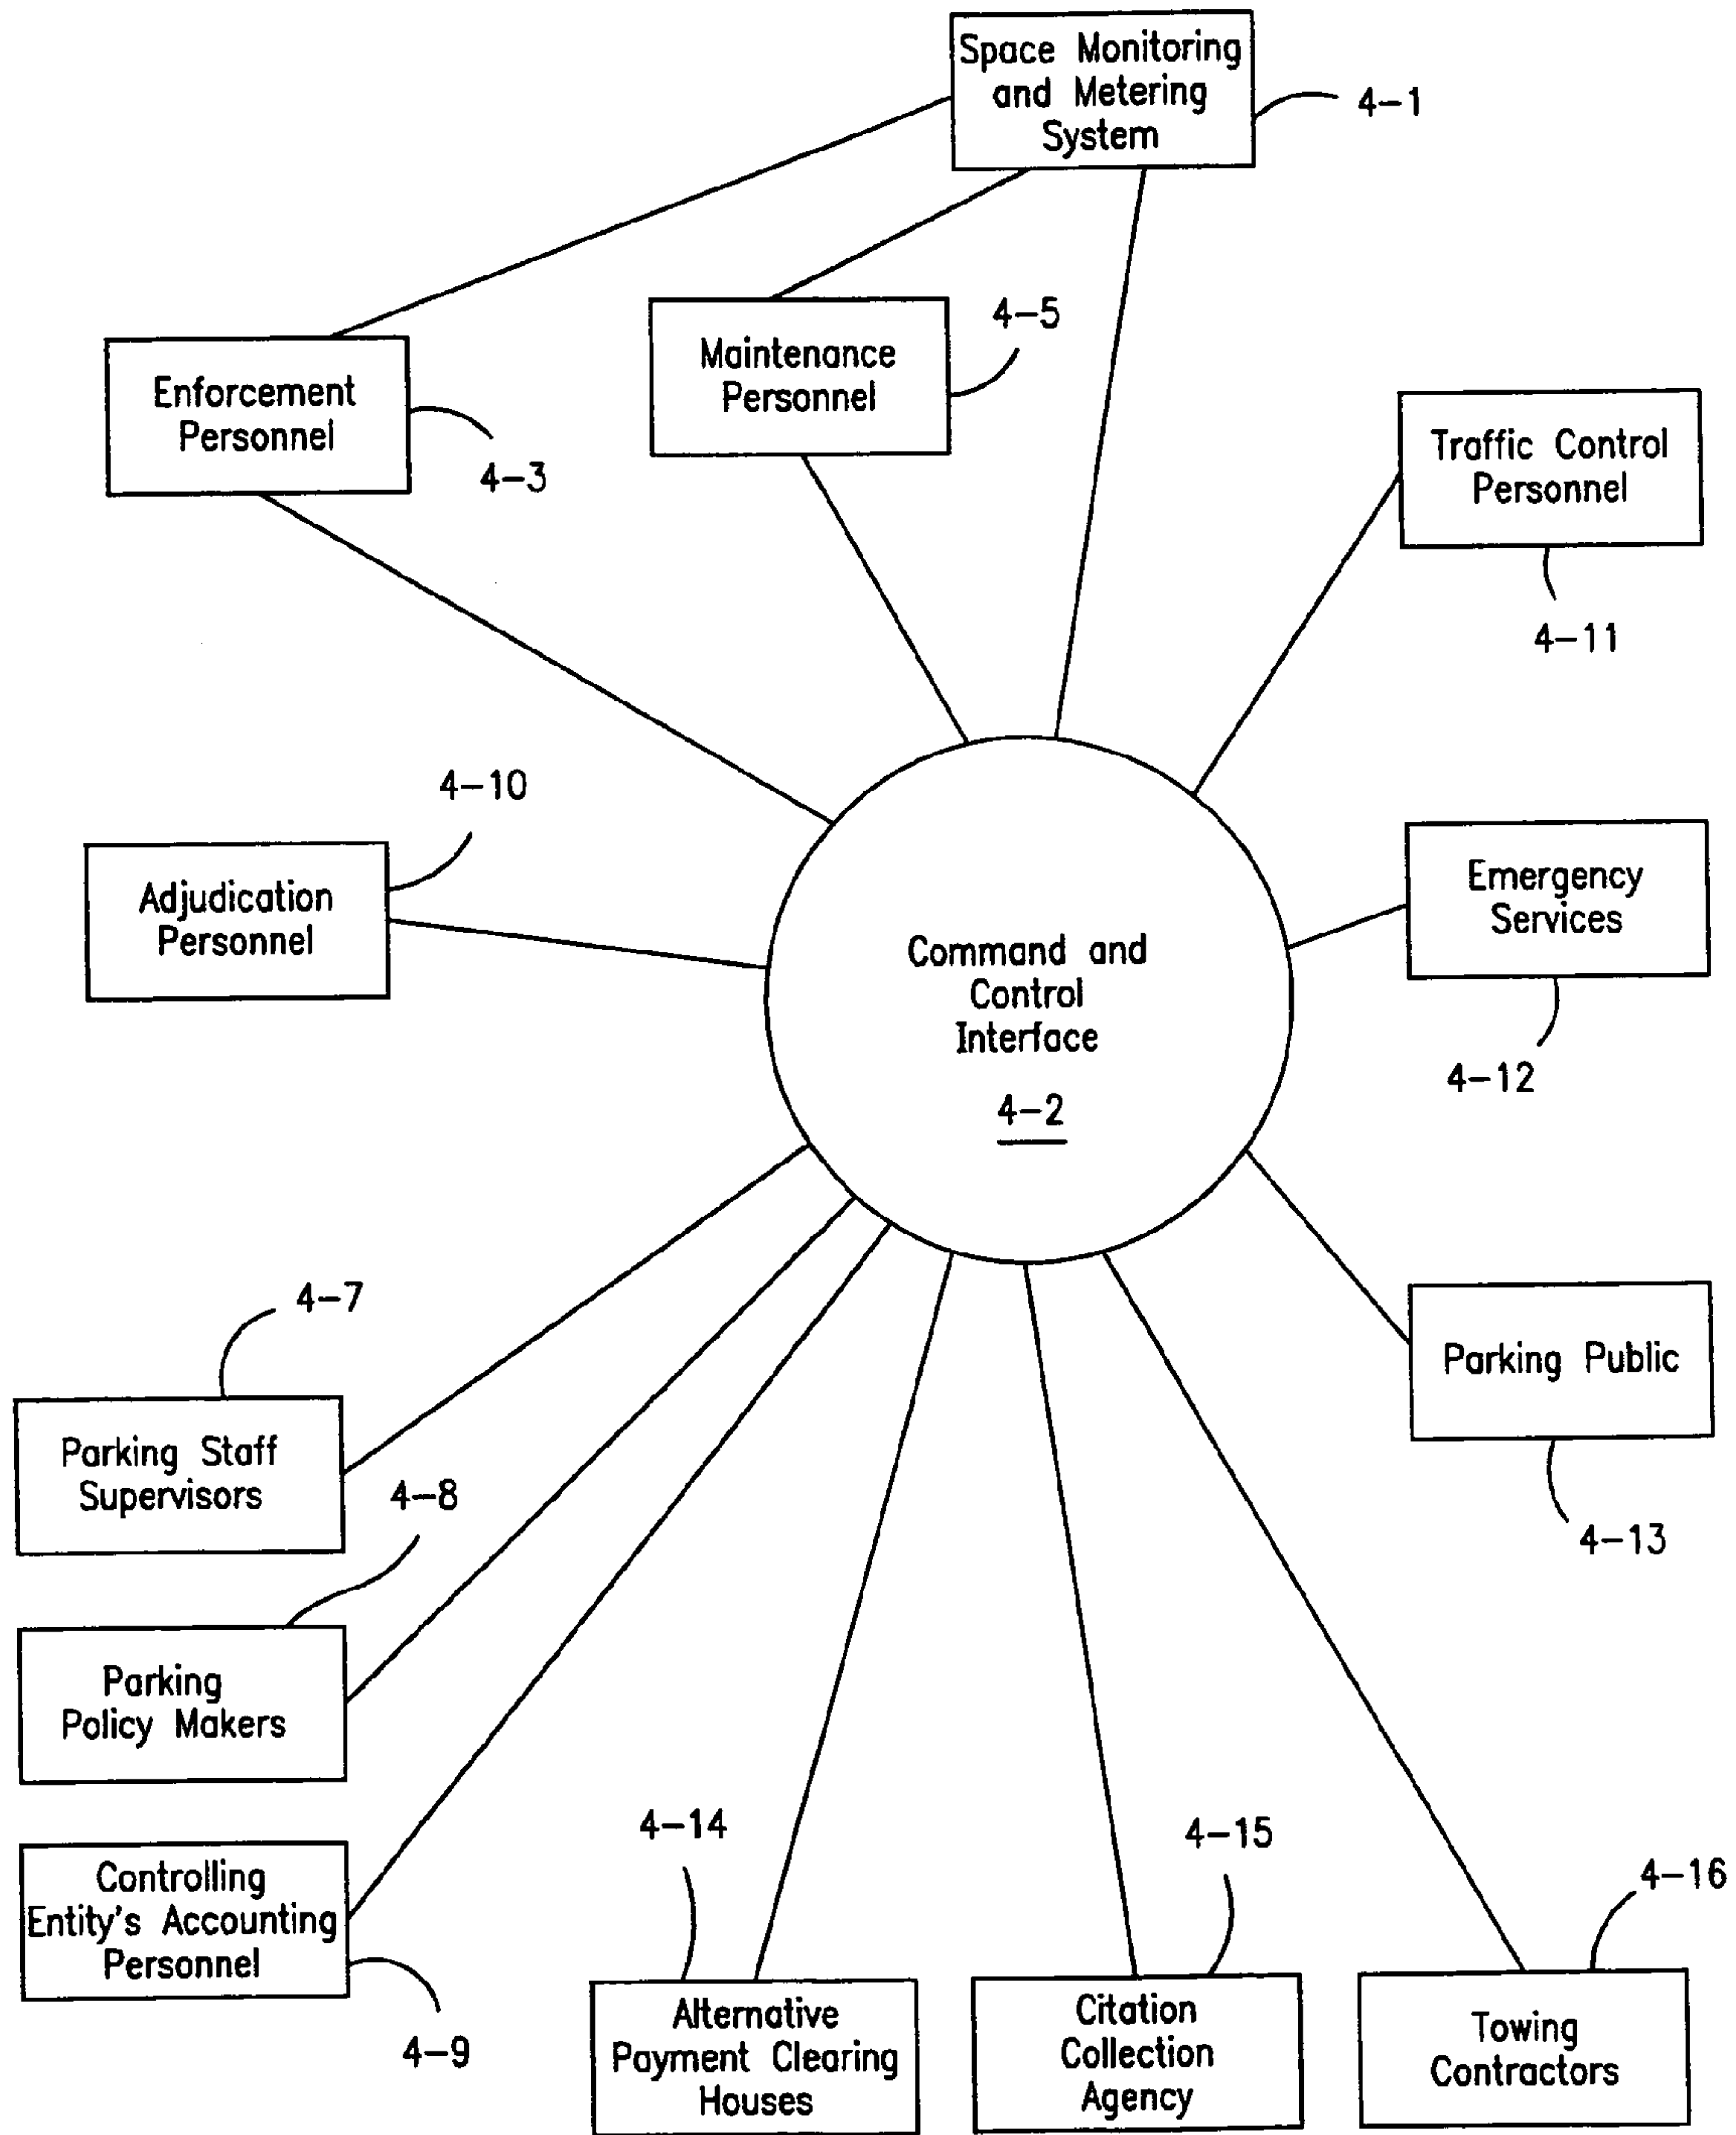 Space Monitoring
and Metering
System
4-1
Maintenance
Personnel
4-5
Enforcement
Personnel
4-3
Traffic Control
Personnel
4-11
Adjudication
Personnel
4-10
Command and
Control
Interface
4-2
Emergency
Services
4-12
Parking Public
4-13
4-7
Parking Staff
Supervisors
4-8
Parking
Policy Makers
Controlling
Entity's Accounting
Personnel
4-9
4-14
Alternative
Payment Clearing
Houses
4-15
Citation
Collection
Agency
4-16
Towing
Contractors